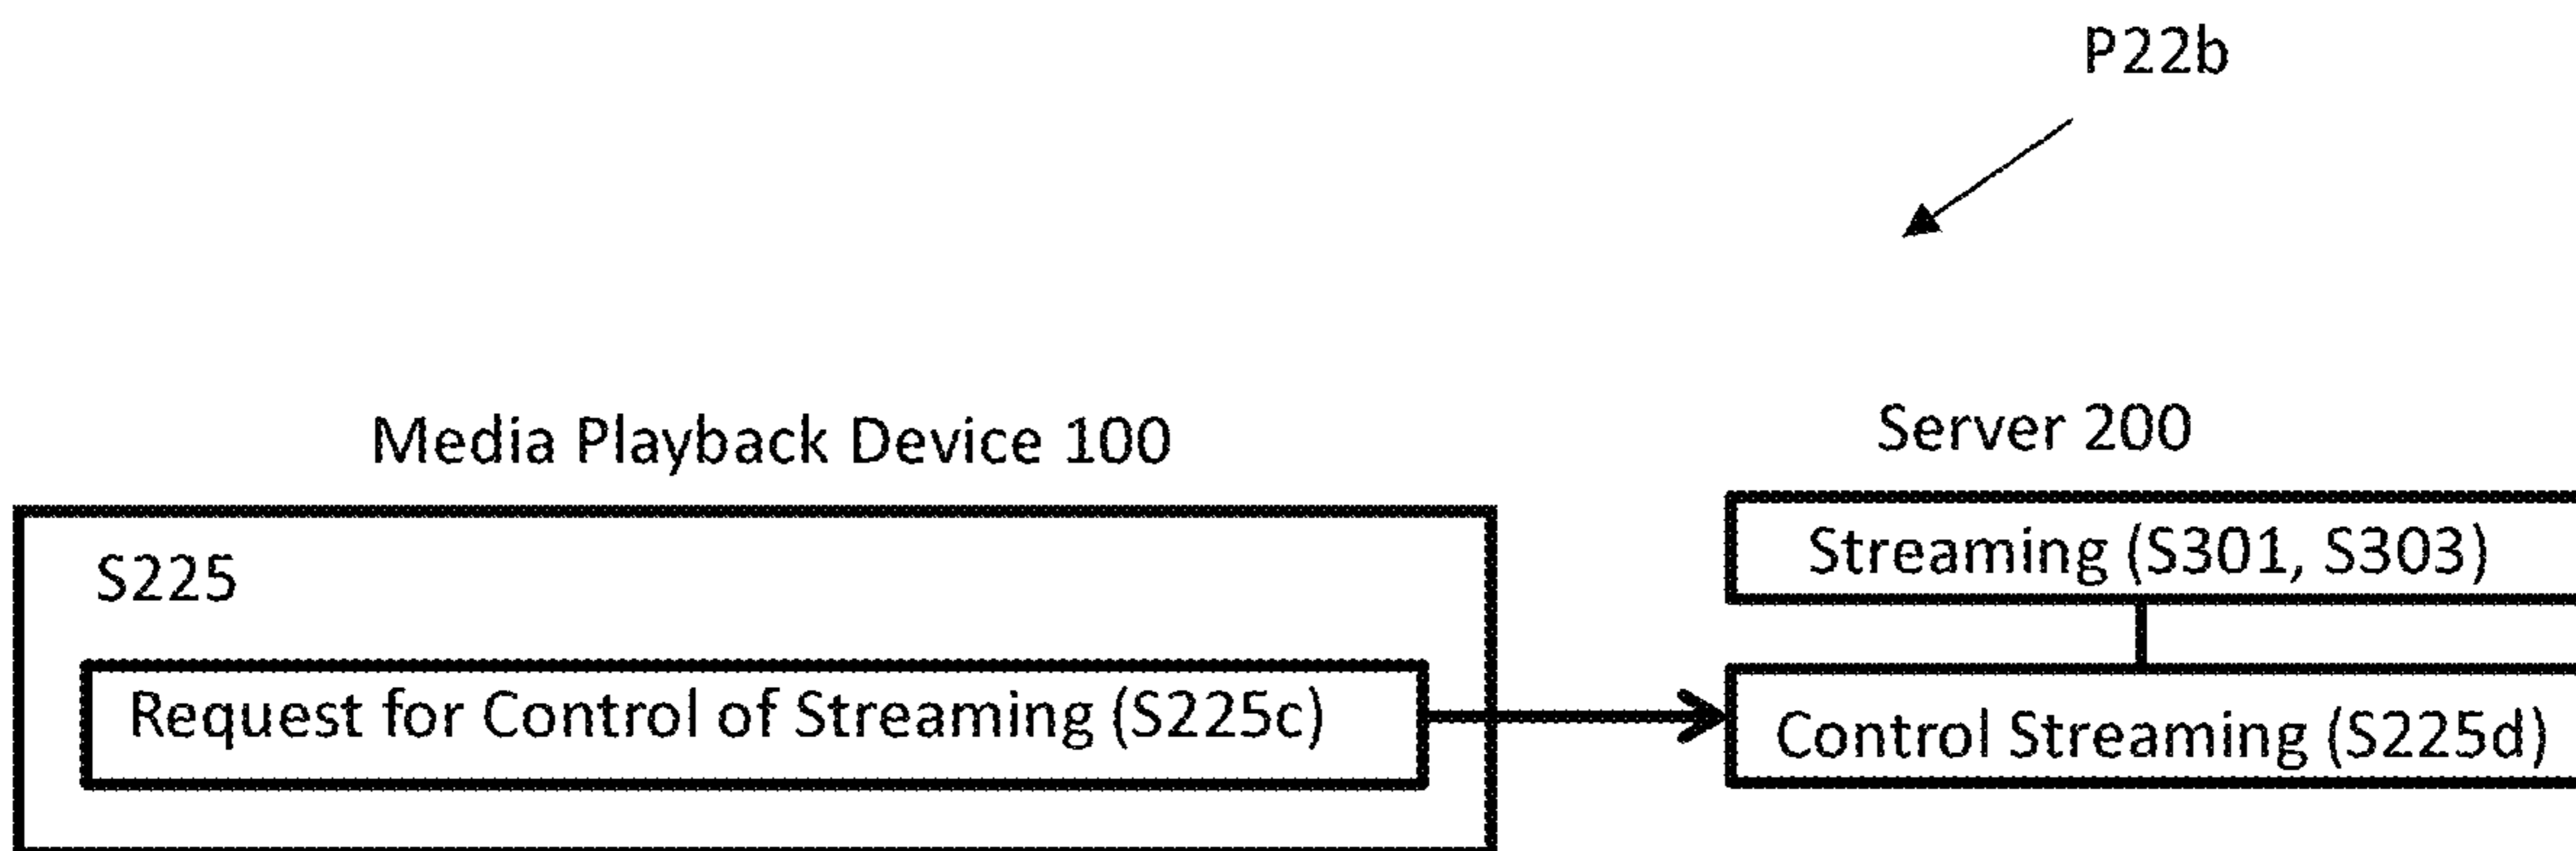 P22b
Media Playback Device 100
Server 200
S225
Streaming (S301, S303)
Request for Control of Streaming (S225c)
Control Streaming (S225d)